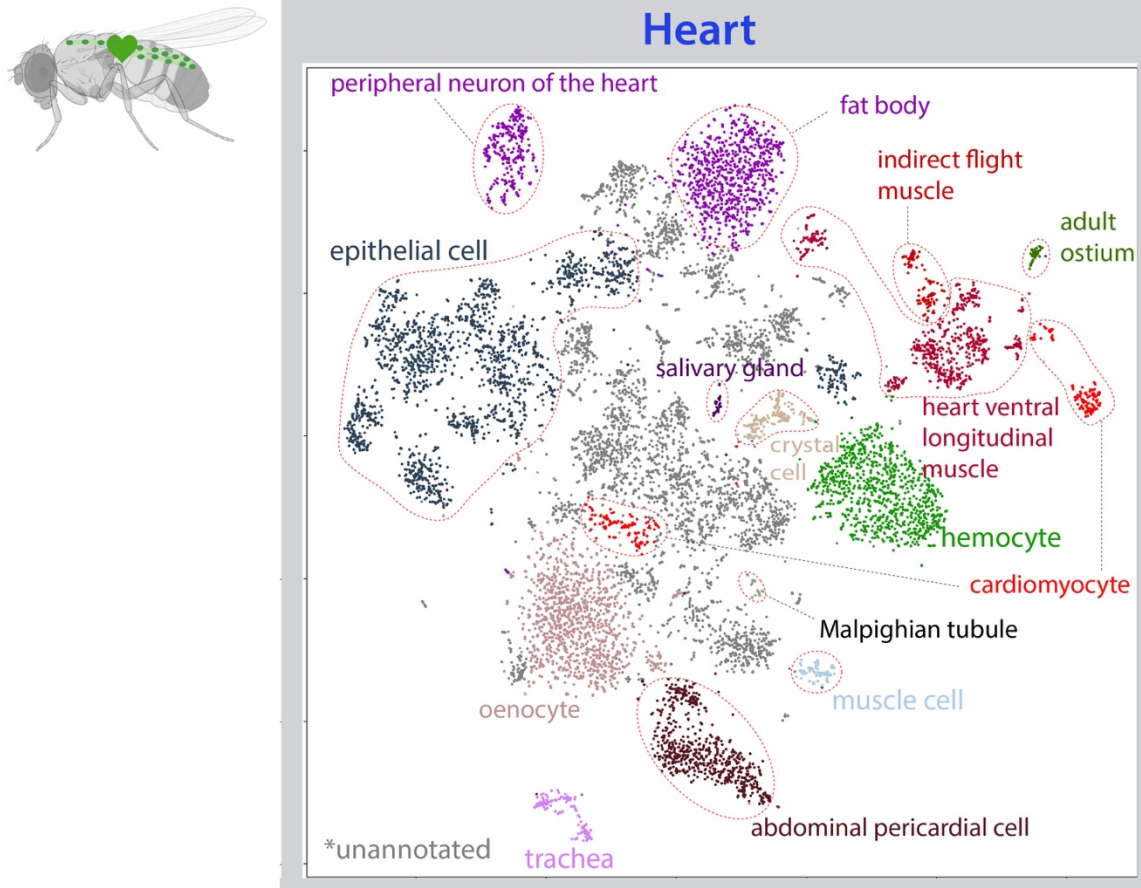 Heart
peripheral neuron of the heart
fat body
indirect flight
muscle
adult
ostium
epithelial cell
salivary gland
crystal
cell
heart ventral
longitudinal
muscle
hemocyte
cardiomyocyte
Malpighian tubule
muscle cell
oenocyte
abdominal pericardial cell
*unannotated
trachea